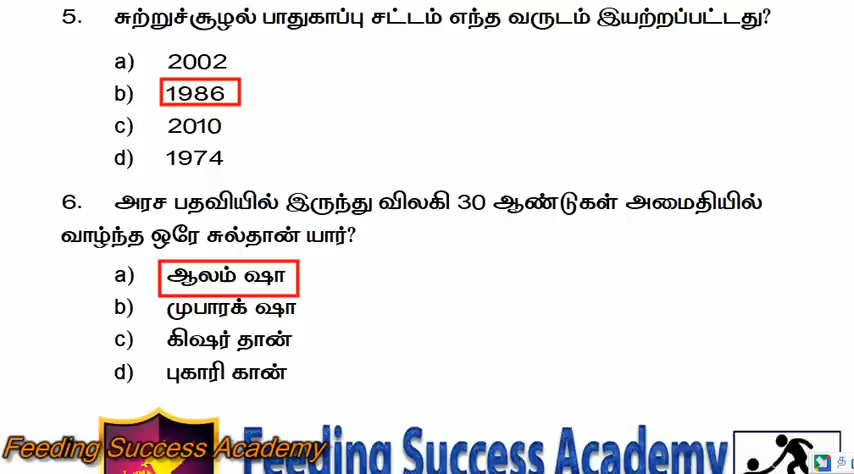 5. சுற்றுச்சூழல் பாதுகாப்பு சட்டம் எந்த வருடம் இயற்றப்பட்டது?
a) 2002
b) 1986
c) 2010
d) 1974
6. அரச பதவியில் இருந்து விலகி 30 ஆண்டுகள் அமைதியில்
வாழ்ந்த ஒரே சுல்தான் யார்?
a) ஆலம் ஷா
b) முபாரக் ஷா
c) கிஷர் தான்
d) புகாரி கான்
Feeding Success Academy
Feeding Success Academy